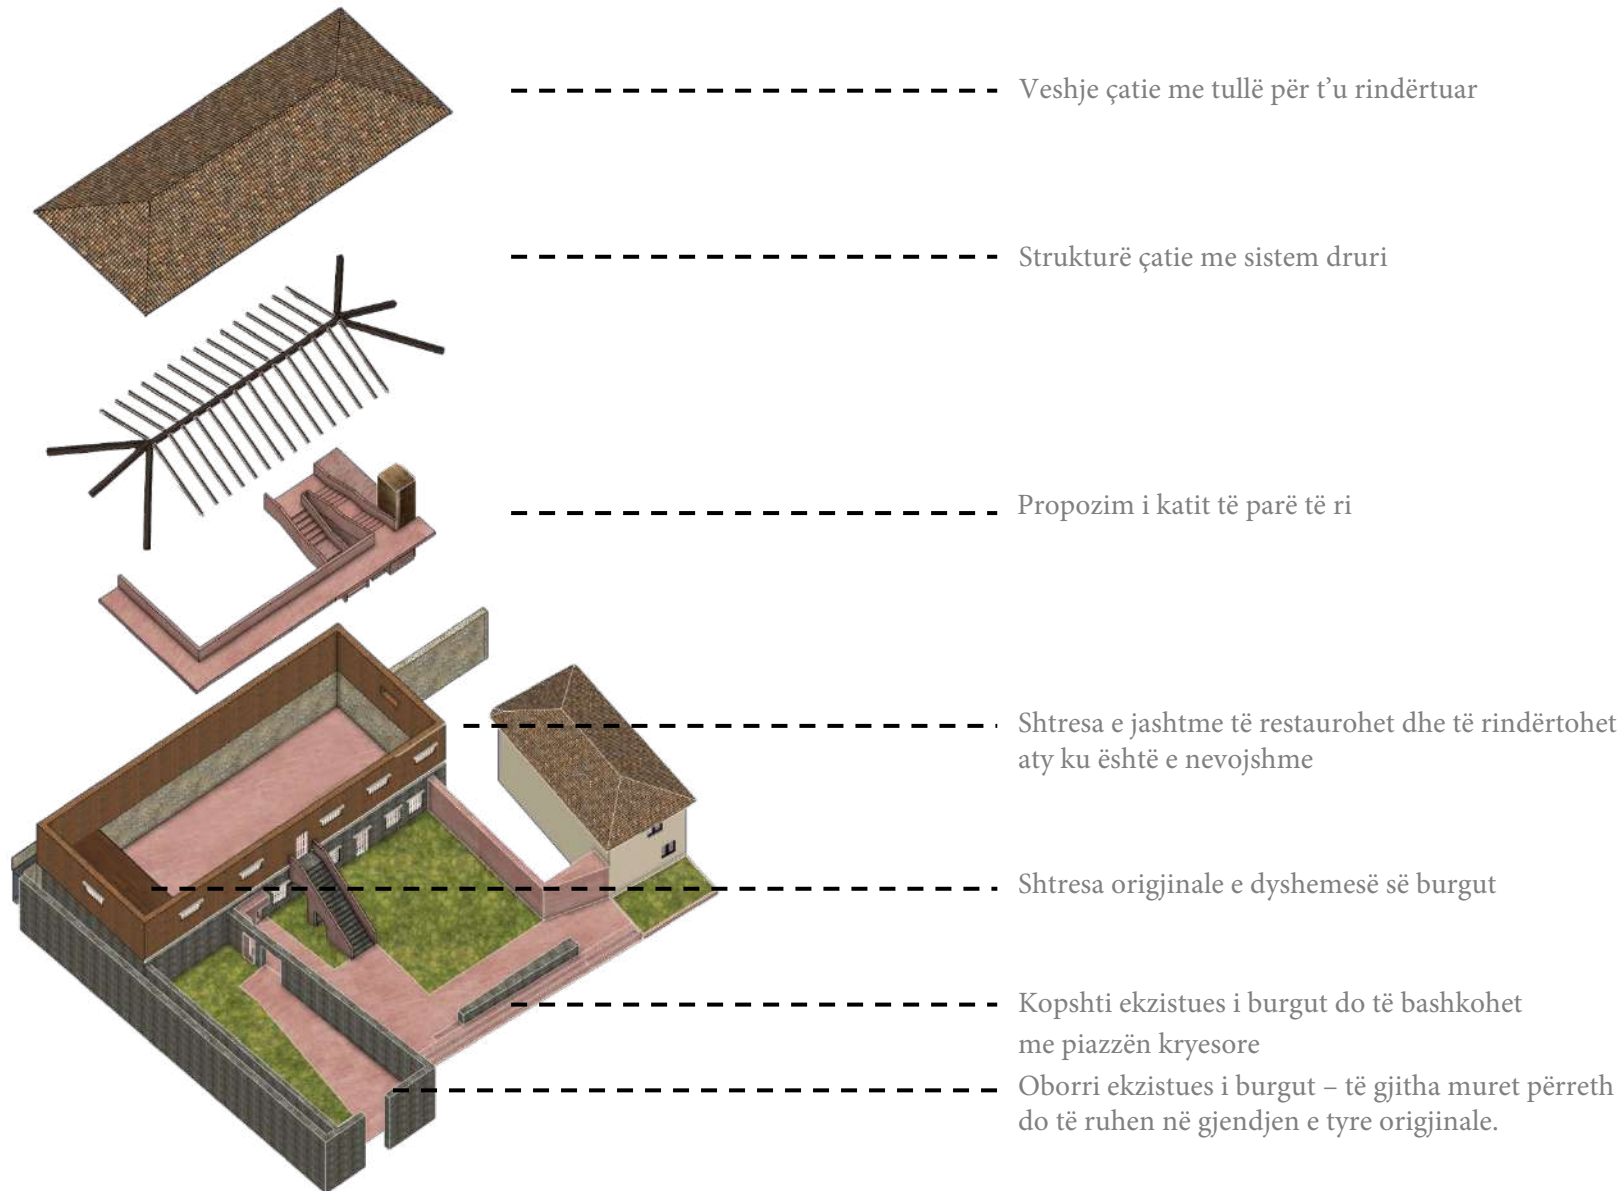 Veshje çatie me tullë për t’u rindërtuar
Strukturë çatie me sistem druri
Propozim i katit të parë të ri
Shtresa e jashtme të restaurohet dhe të rindërtohet
aty ku është e nevojshme
Shtresa origjinale e dyshemesë së burgut
Kopshti ekzistues i burgut do të bashkohet
me piazzën kryesore
Oborri ekzistues i burgut – të gjitha muret përreth
do të ruhen në gjendjen e tyre origjinale.